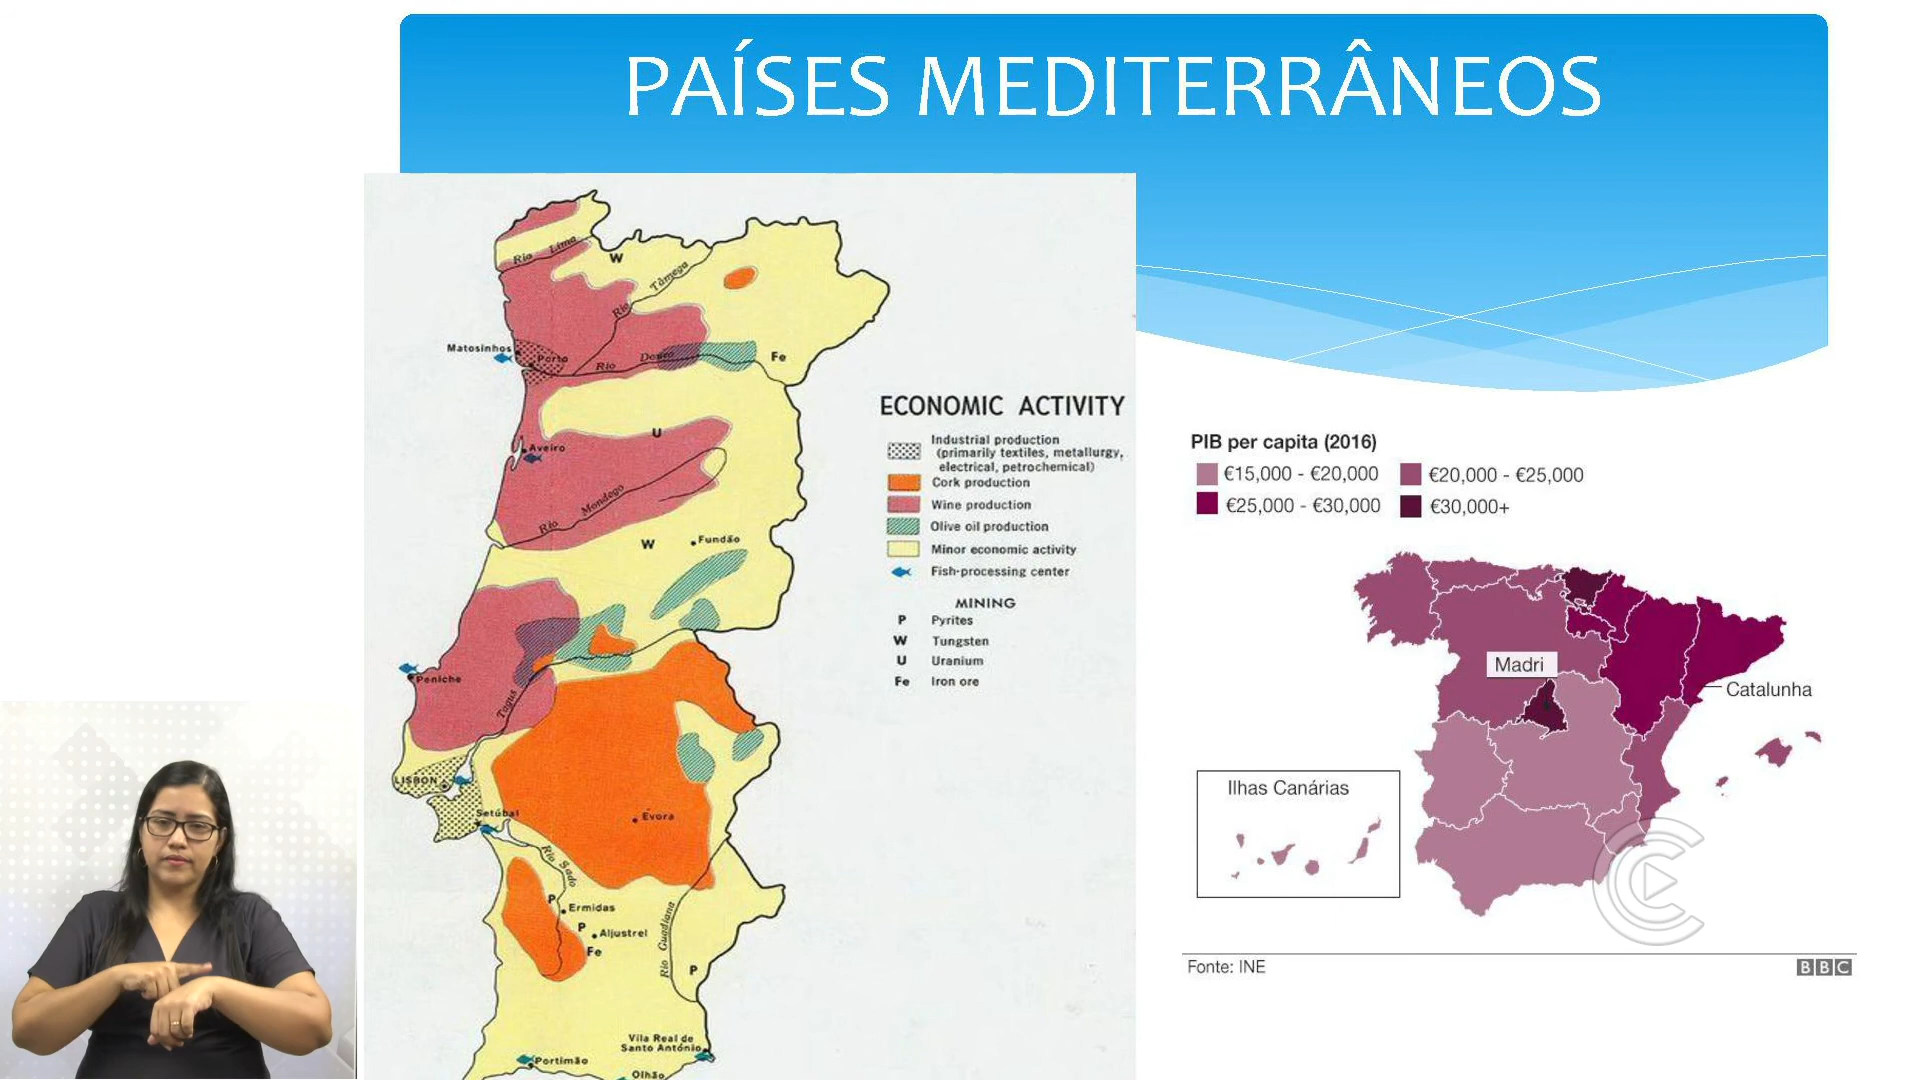 PAÍSES MEDITERRÂNEOS
Rio Lima
W
Rio Tâmega
Matosinhos
Porto
Rio Douro
Fe
U
Aveiro
Rio Mondego
W
Fundão
Peniche
Tagus
LISBON
Setúbal
Évora
Rio Sado
P
Ermidas
P
Aljustrel
Fe
Rio Guadiana
P
Vila Real de
Santo António
Portimão
Olhão
ECONOMIC ACTIVITY
Industrial production
(primarily textiles, metallurgy,
electrical, petrochemical)
Cork production
Wine production
Olive oil production
Minor economic activity
Fish-processing center
MINING
P Pyrites
W Tungsten
U Uranium
Fe Iron ore
PIB per capita (2016)
€15,000 - €20,000 €20,000 - €25,000
€25,000 - €30,000 €30,000+
Madri
Catalunha
Ilhas Canárias
Fonte: INE
BBC